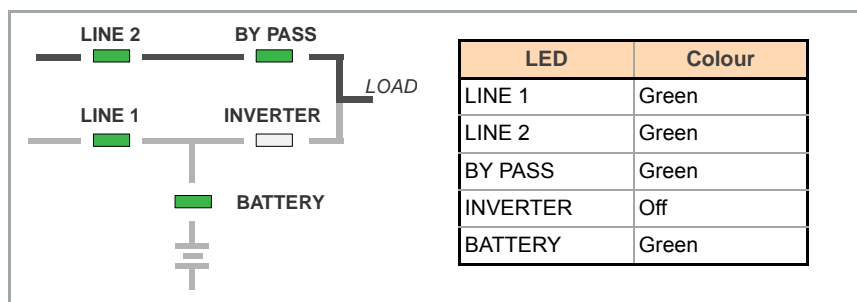 LINE 2 BY PASS
LOAD
LINE 1 INVERTER
BATTERY
LED Colour
LINE 1 Green
LINE 2 Green
BY PASS Green
INVERTER Off
BATTERY Green